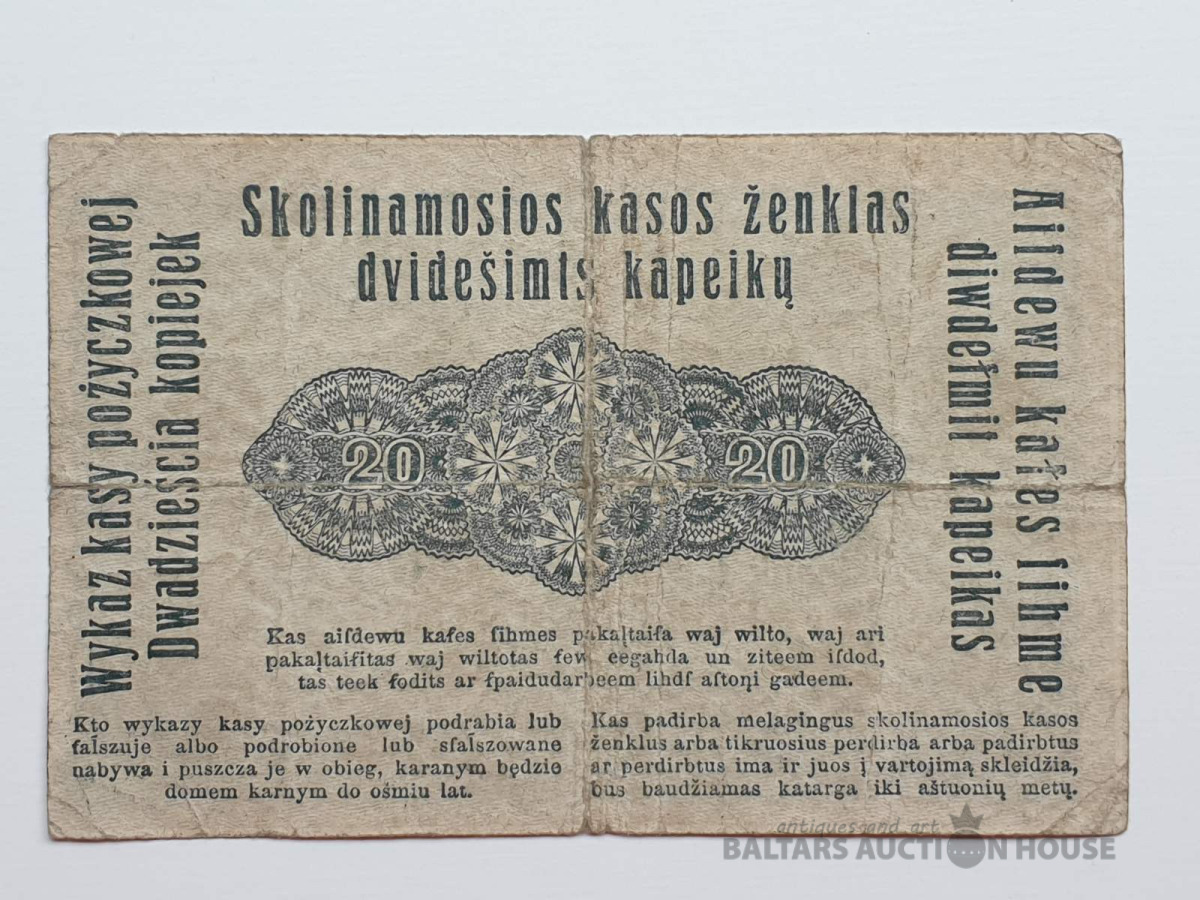 Skolinamosios kasos ženklas
dvidešimts kapeikų
Wykaz kasy pożyczkowej
Dwadzieścia kopiejek
Aiſdewu kaſes ſihme
diwdeſmit kapeikas
20 20
Kas aiſdewu kaſes ſihmes pakaļtaiſa waj wilto, waj ari
pakaļtaiſitas waj wiltotas ſew eegahda un ziteem iſdod,
tas teek ſodits ar ſpaidudarbeem lihdſ aſtoņi gadeem.
Kto wykazy kasy pożyczkowej podrabia lub
fałszuje albo podrobione lub sfałszowane
nabywa i puszcza je w obieg, karanym będzie
domem karnym do ośmiu lat.
Kas padirba melagingus skolinamosios kasos
ženklus arba tikruosius perdirba arba padirbtus
ar perdirbtus ima ir juos į vartojimą skleidžia,
bus baudžiamas katarga iki aštuonių metų.
antiques and art
BALTARS AUCTION HOUSE